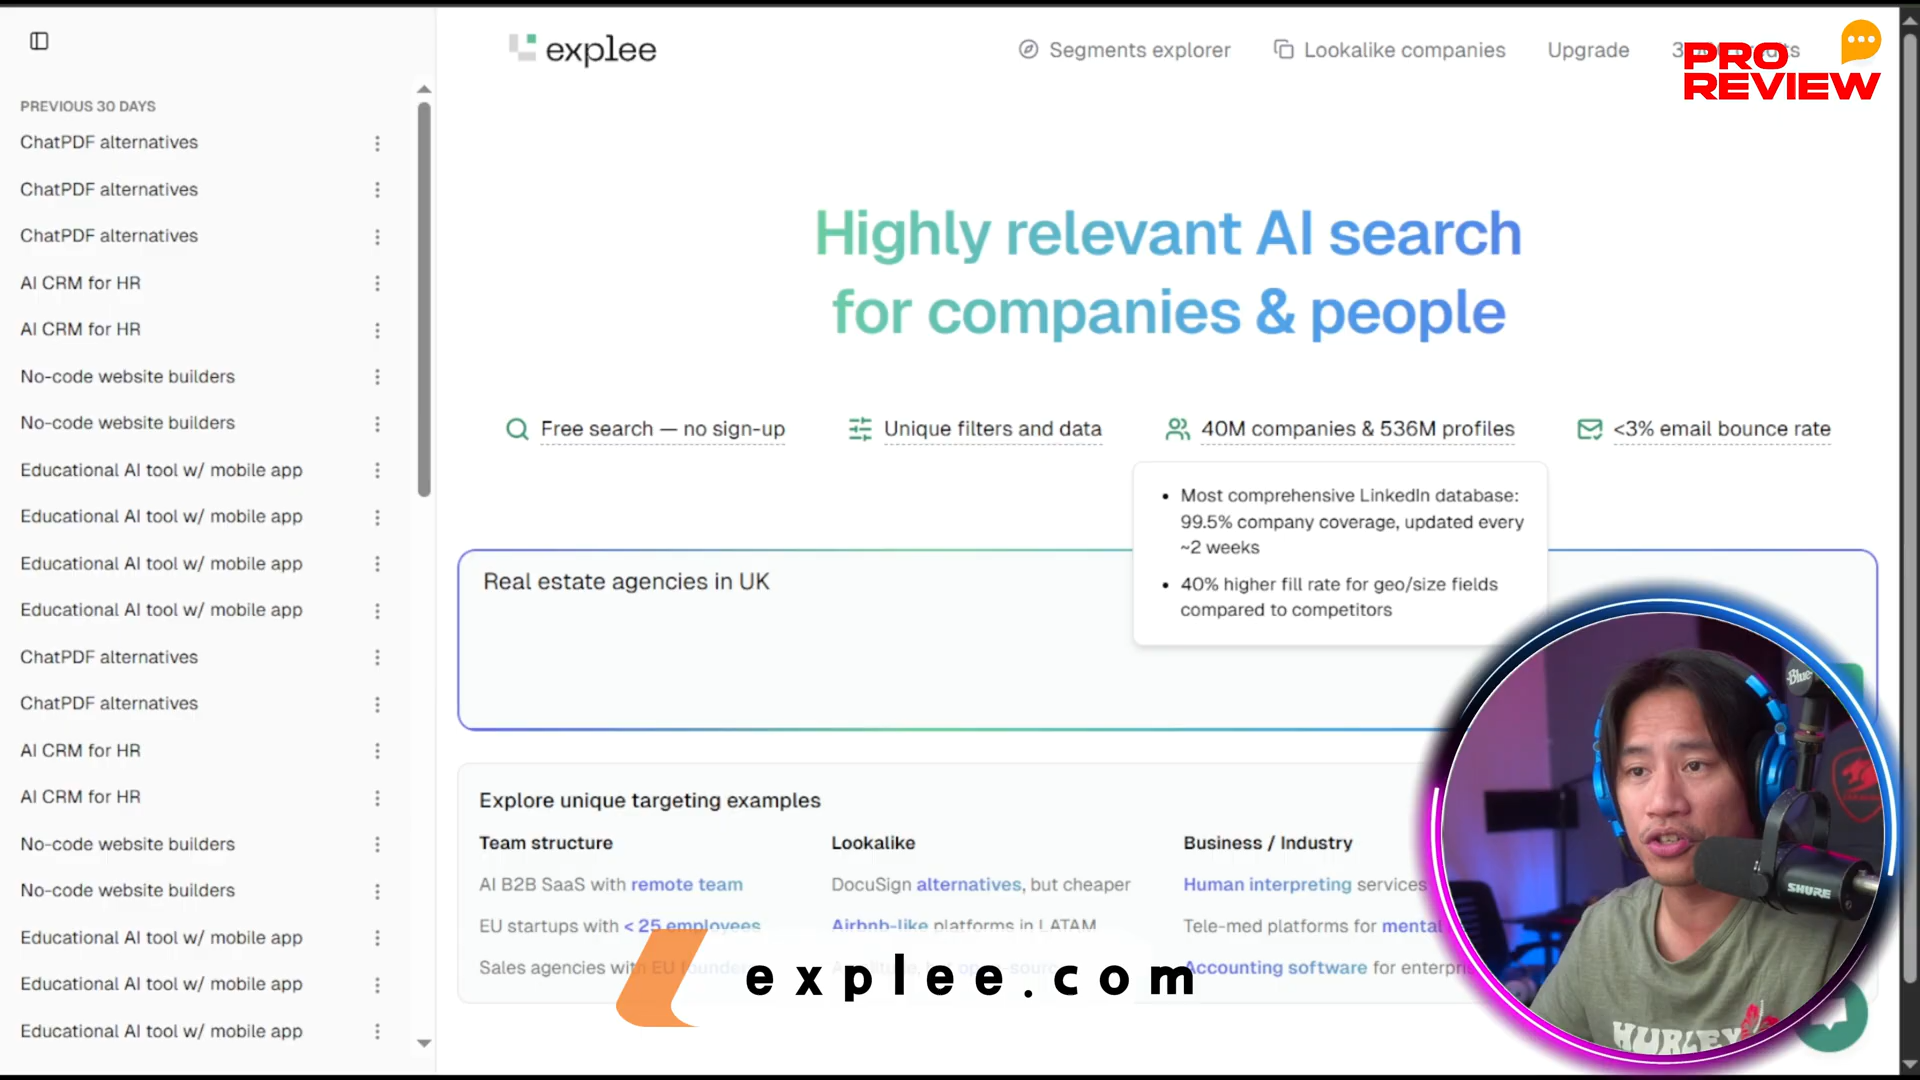 explee
Segments explorer
Lookalike companies
Upgrade
PRO
REVIEW
PREVIOUS 30 DAYS
ChatPDF alternatives
ChatPDF alternatives
ChatPDF alternatives
AI CRM for HR
AI CRM for HR
No-code website builders
No-code website builders
Educational AI tool w/ mobile app
Educational AI tool w/ mobile app
Educational AI tool w/ mobile app
Educational AI tool w/ mobile app
ChatPDF alternatives
ChatPDF alternatives
AI CRM for HR
AI CRM for HR
No-code website builders
No-code website builders
Educational AI tool w/ mobile app
Educational AI tool w/ mobile app
Educational AI tool w/ mobile app
Highly relevant AI search
for companies & people
Free search — no sign-up
Unique filters and data
40M companies & 536M profiles
<3% email bounce rate
• Most comprehensive LinkedIn database:
99.5% company coverage, updated every
~2 weeks
• 40% higher fill rate for geo/size fields
compared to competitors
Real estate agencies in UK
Explore unique targeting examples
Team structure
AI B2B SaaS with remote team
EU startups with < 25 employees
Sales agencies with EU
Lookalike
DocuSign alternatives, but cheaper
Airbnb-like platforms in LATAM
Business / Industry
Human interpreting services
Tele-med platforms for mental
Accounting software for
explee.com
Blue
SHURE
HURLEY